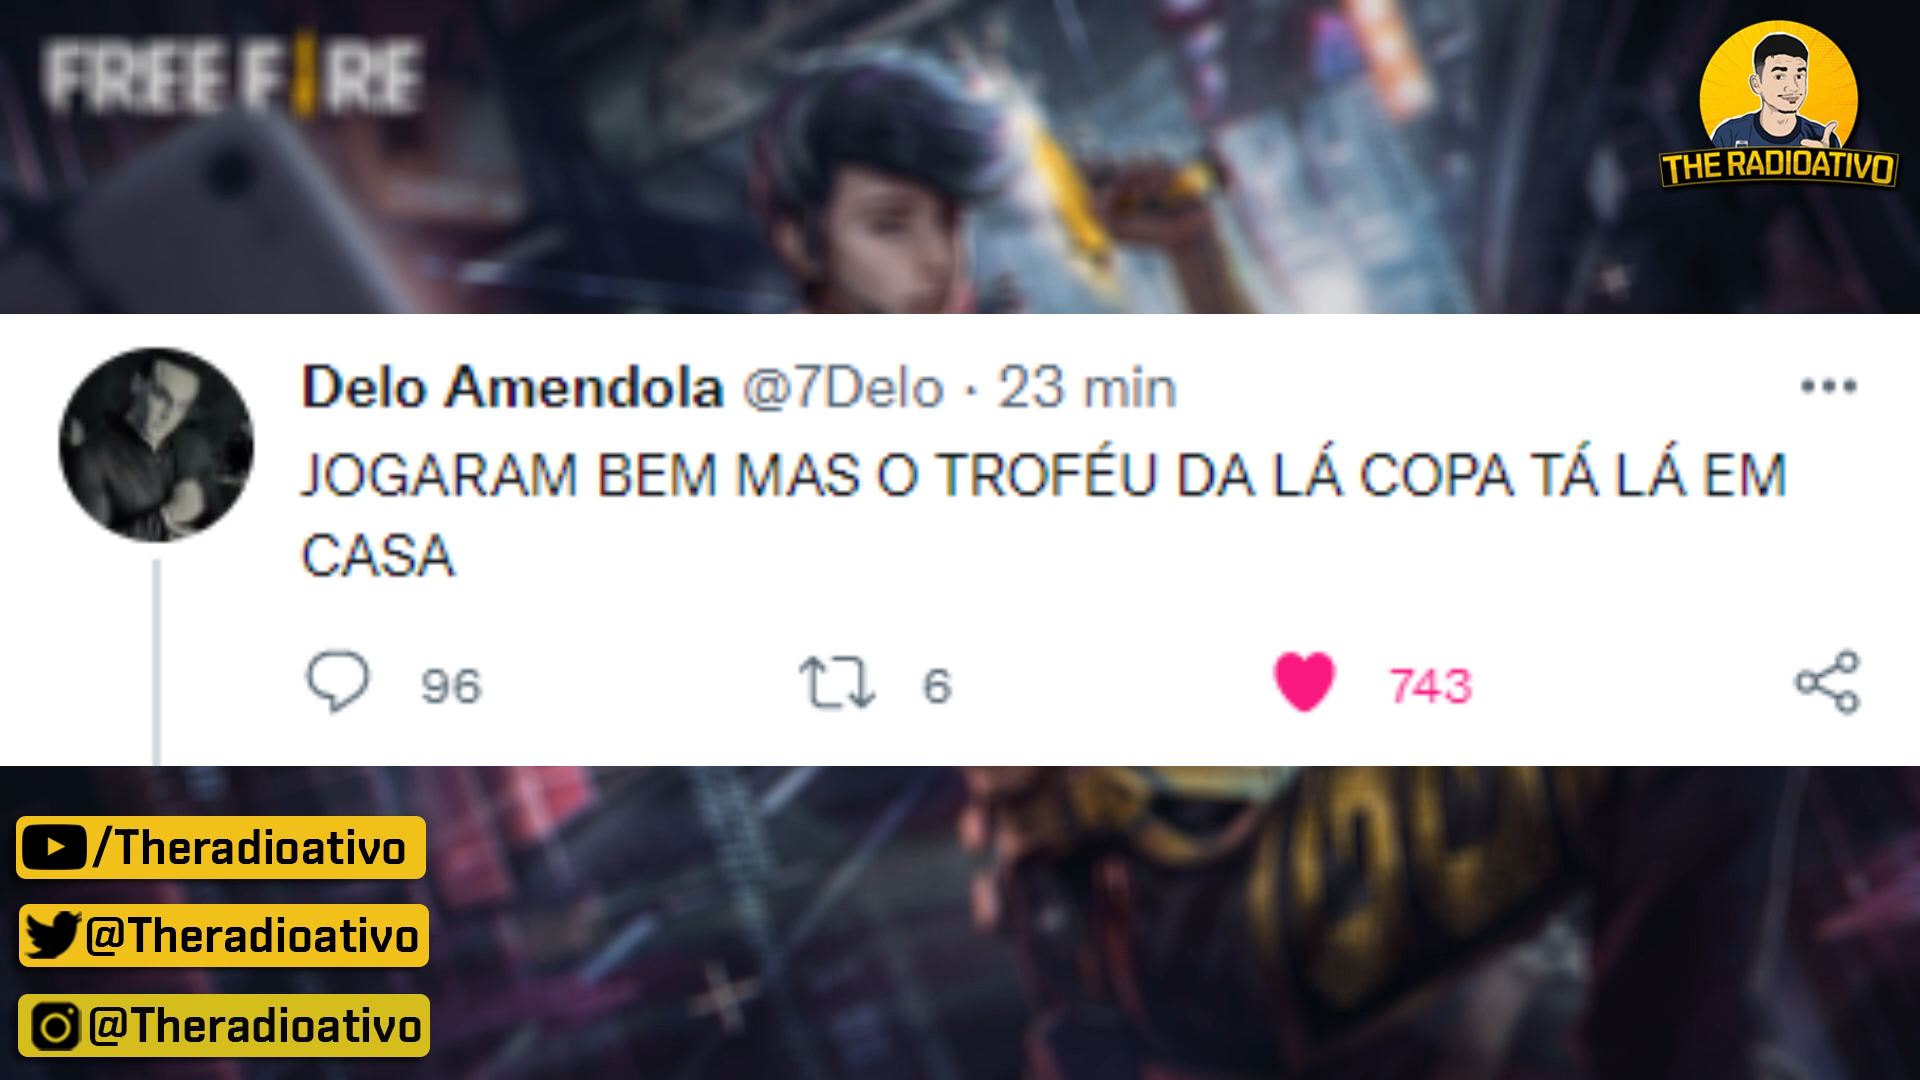 FREE FIRE
THE RADIOATIVO
Delo Amendola @7Delo · 23 min
JOGARAM BEM MAS O TROFÉU DA LÁ COPA TÁ LÁ EM
CASA
96 6 743
/Theradioativo
@Theradioativo
@Theradioativo